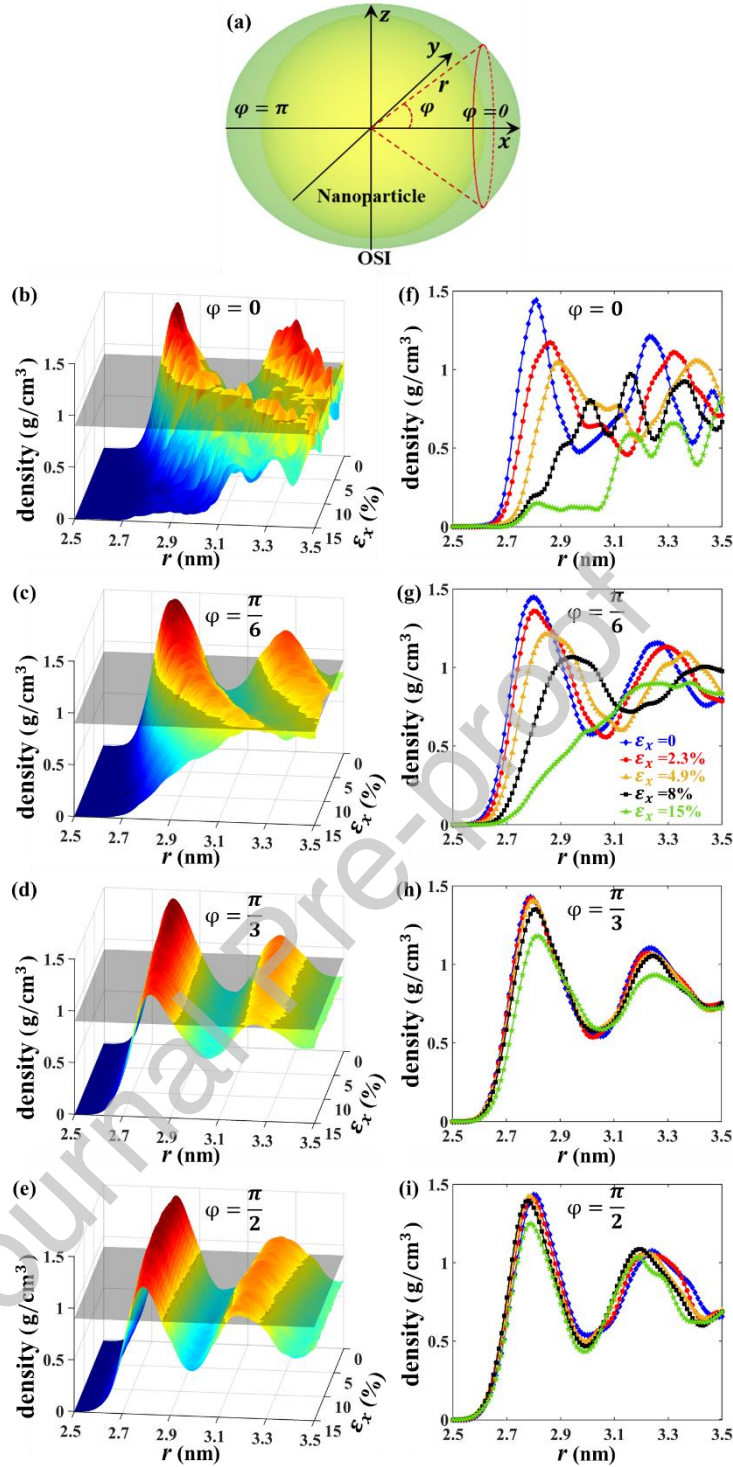 (a)
z
y
r
φ
φ = π
φ=0
x
Nanoparticle
OSI
(b)
φ = 0
density (g/cm³)
1.5
1
0.5
0
2.5 2.7 2.9 3.1 3.3 3.5
r (nm)
0
5
10
15
εx (%)
(f)
φ = 0
density (g/cm³)
1.5
1
0.5
0
2.5 2.7 2.9 3.1 3.3 3.5
r (nm)
(c)
φ = π/6
density (g/cm³)
1.5
1
0.5
0
2.5 2.7 2.9 3.1 3.3 3.5
r (nm)
0
5
10
15
εx (%)
(g)
φ = π/6
density (g/cm³)
1.5
1
0.5
0
εx =0
εx =2.3%
εx =4.9%
εx =8%
εx =15%
2.5 2.7 2.9 3.1 3.3 3.5
r (nm)
(d)
φ = π/3
density (g/cm³)
1.5
1
0.5
0
2.5 2.7 2.9 3.1 3.3 3.5
r (nm)
0
5
10
15
εx (%)
(h)
φ = π/3
density (g/cm³)
1.5
1
0.5
0
2.5 2.7 2.9 3.1 3.3 3.5
r (nm)
(e)
φ = π/2
density (g/cm³)
1.5
1
0.5
0
2.5 2.7 2.9 3.1 3.3 3.5
r (nm)
0
5
10
15
εx (%)
(i)
φ = π/2
density (g/cm³)
1.5
1
0.5
0
2.5 2.7 2.9 3.1 3.3 3.5
r (nm)
Journal Pre-proof